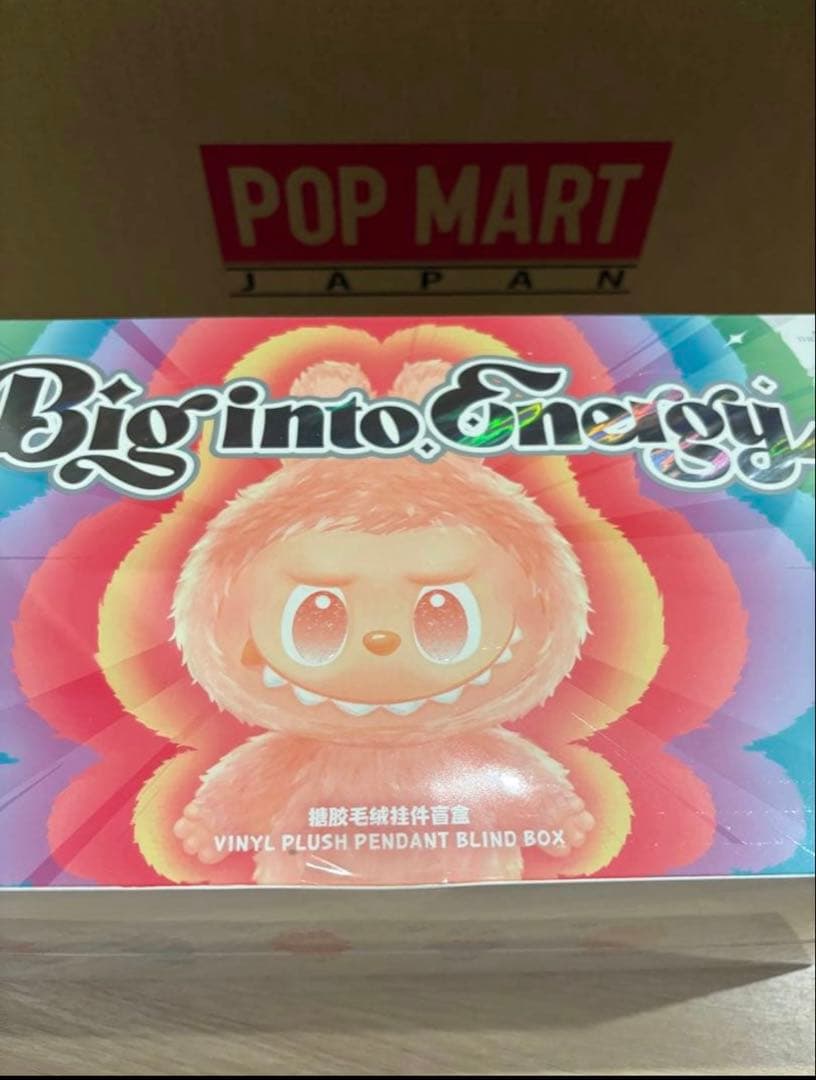 POP MART
JAPAN
Big into Energy
搪胶毛绒挂件盲盒
VINYL PLUSH PENDANT BLIND BOX